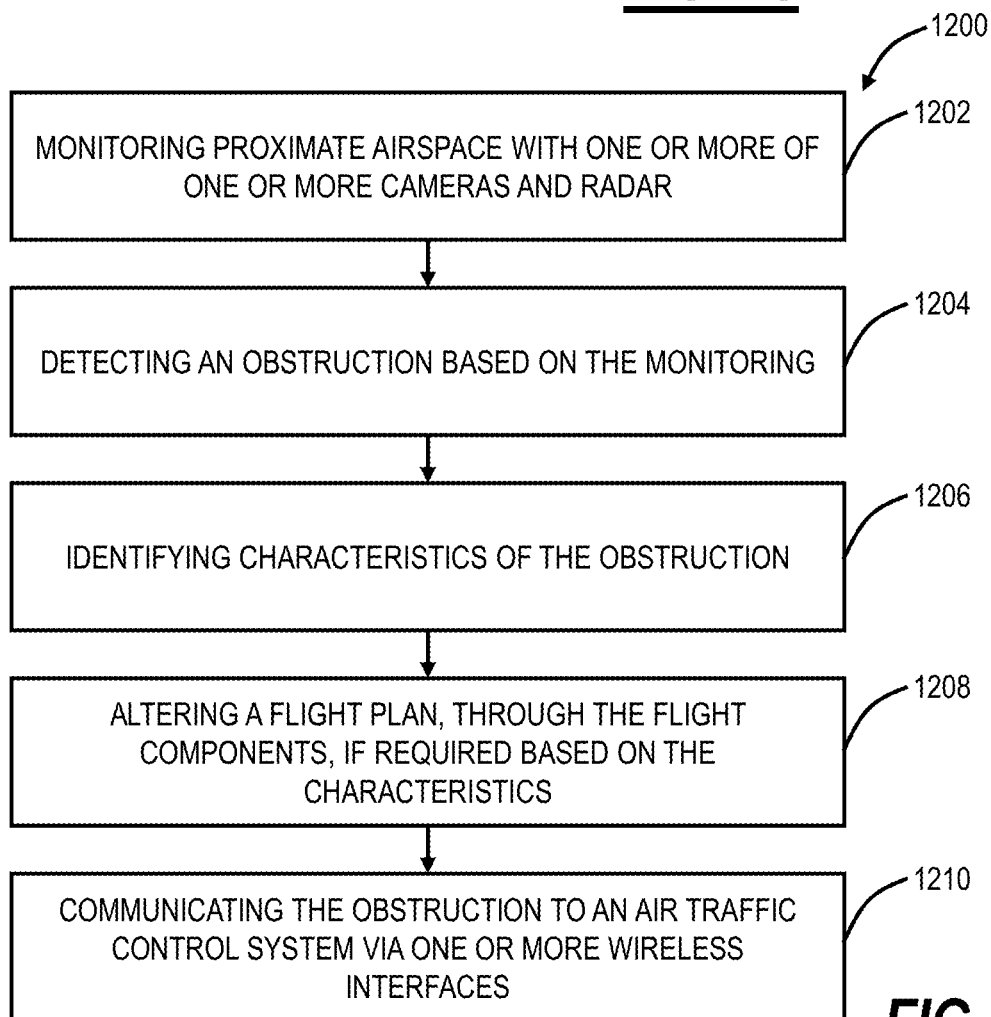 1200
1202
MONITORING PROXIMATE AIRSPACE WITH ONE OR MORE OF
ONE OR MORE CAMERAS AND RADAR
1204
DETECTING AN OBSTRUCTION BASED ON THE MONITORING
1206
IDENTIFYING CHARACTERISTICS OF THE OBSTRUCTION
1208
ALTERING A FLIGHT PLAN, THROUGH THE FLIGHT
COMPONENTS, IF REQUIRED BASED ON THE
CHARACTERISTICS
1210
COMMUNICATING THE OBSTRUCTION TO AN AIR TRAFFIC
CONTROL SYSTEM VIA ONE OR MORE WIRELESS
INTERFACES
FIG